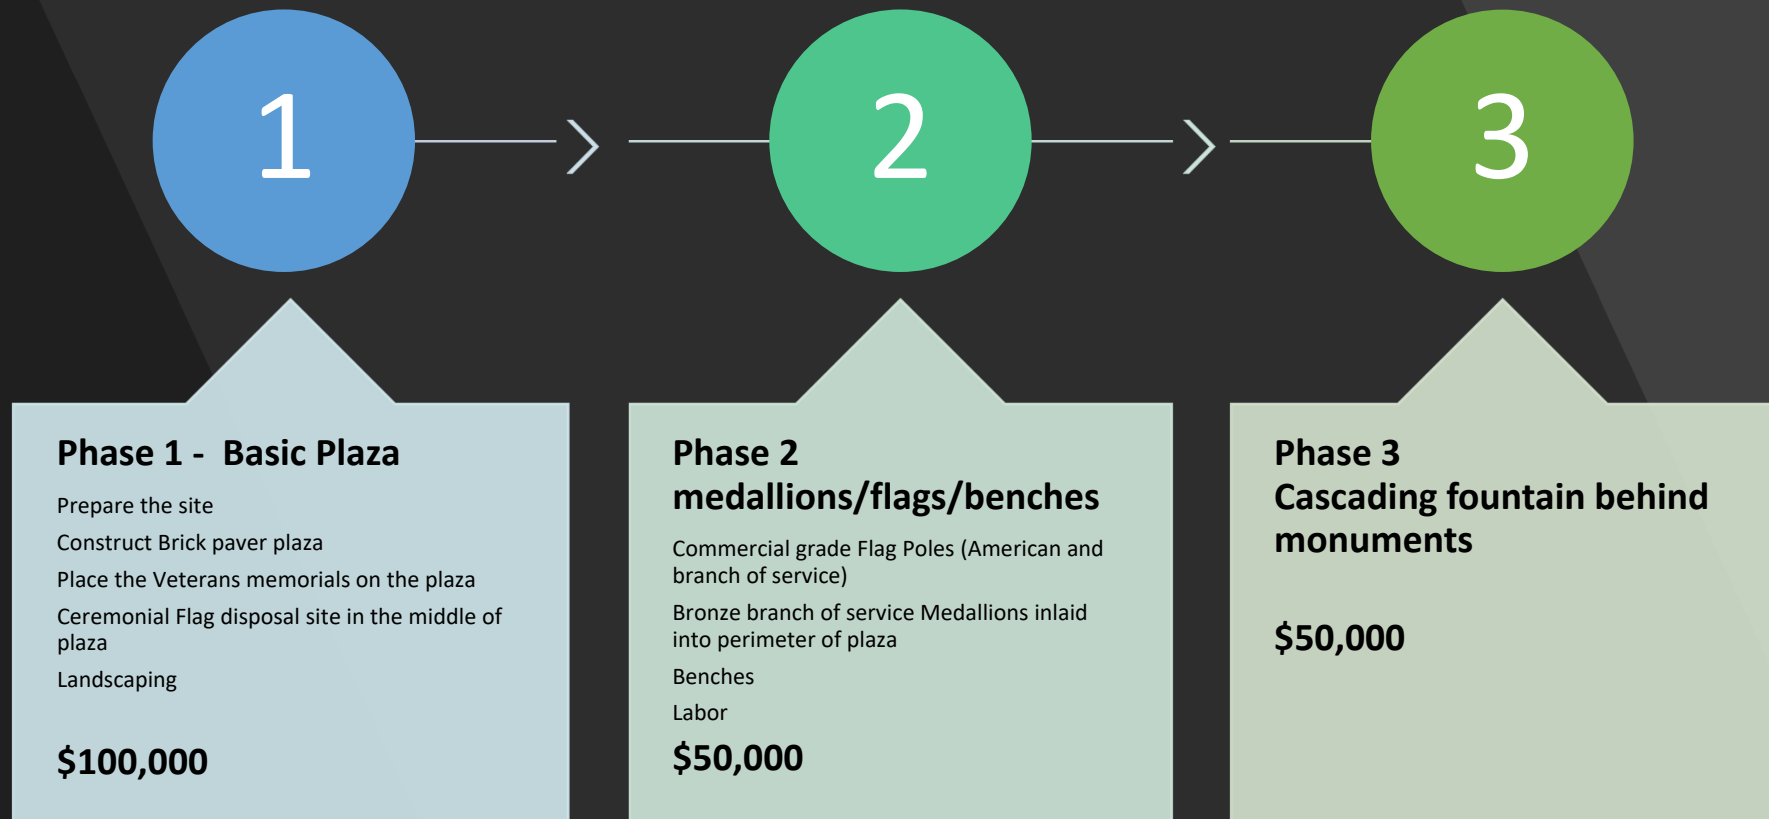 1
2
3
Phase 1 -  Basic Plaza
Prepare the site
Construct Brick paver plaza
Place the Veterans memorials on the plaza
Ceremonial Flag disposal site in the middle of
plaza
Landscaping
$100,000
Phase 2
medallions/flags/benches
Commercial grade Flag Poles (American and
branch of service)
Bronze branch of service Medallions inlaid
into perimeter of plaza
Benches
Labor
$50,000
Phase 3
Cascading fountain behind
monuments
$50,000